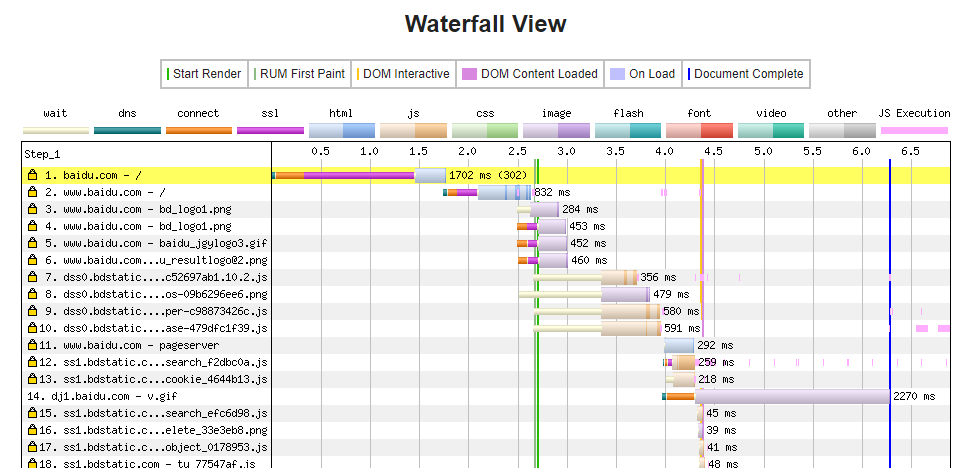 Waterfall View
Start Render RUM First Paint DOM Interactive DOM Content Loaded On Load Document Complete
wait dns connect ssl html js css image flash font video other JS Execution
Step_1 0.5 1.0 1.5 2.0 2.5 3.0 3.5 4.0 4.5 5.0 5.5 6.0 6.5
1. baidu.com - / 1702 ms (302)
2. www.baidu.com - / 832 ms
3. www.baidu.com - bd_logo1.png 284 ms
4. www.baidu.com - bd_logo1.png 453 ms
5. www.baidu.com - baidu_jgylogo3.gif 452 ms
6. www.baidu.com...u_resultlogo@2.png 460 ms
7. dss0.bdstatic....c52697ab1.10.2.js 356 ms
8. dss0.bdstatic....os-09b6296ee6.png 479 ms
9. dss0.bdstatic....per-c98873426c.js 580 ms
10. dss0.bdstatic....ase-479dfc1f39.js 591 ms
11. www.baidu.com - pageserver 292 ms
12. ss1.bdstatic.c...search_f2dbc0a.js 259 ms
13. ss1.bdstatic.c...cookie_4644b13.js 218 ms
14. dj1.baidu.com - v.gif 2270 ms
15. ss1.bdstatic.c...search_efc6d98.js 45 ms
16. ss1.bdstatic.c...elete_33e3eb8.png 39 ms
17. ss1.bdstatic.c...object_0178953.js 41 ms
18. ss1.bdstatic.com - tu_77547af.js 48 ms